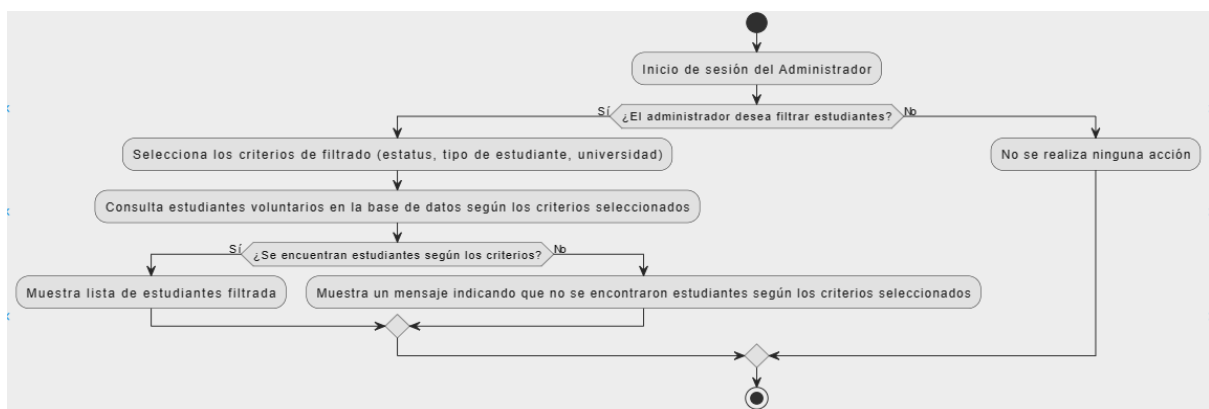 Inicio de sesión del Administrador
Sí
¿El administrador desea filtrar estudiantes?
No
Selecciona los criterios de filtrado (estatus, tipo de estudiante, universidad)
No se realiza ninguna acción
Consulta estudiantes voluntarios en la base de datos según los criterios seleccionados
Sí
¿Se encuentran estudiantes según los criterios?
No
Muestra lista de estudiantes filtrada
Muestra un mensaje indicando que no se encontraron estudiantes según los criterios seleccionados